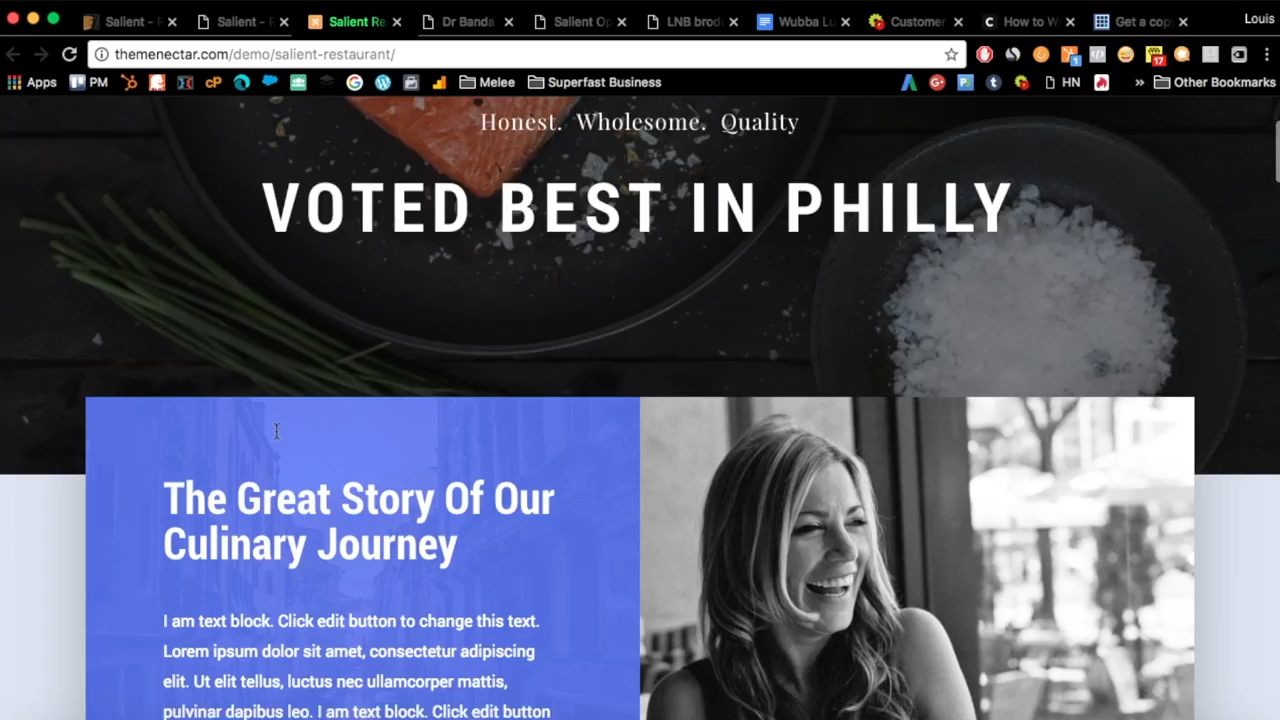 Salient - R
Salient - R
Salient Re
Dr Banda
Salient Op
LNB brod
Wubba Lu
Customer
How to W
Get a cop
Louis
themenectar.com/demo/salient-restaurant/
1
17
Apps
PM
cP
Melee
Superfast Business
HN
»
Other Bookmarks
Honest. Wholesome. Quality
VOTED BEST IN PHILLY
The Great Story Of Our
Culinary Journey
I am text block. Click edit button to change this text.
Lorem ipsum dolor sit amet, consectetur adipiscing
elit. Ut elit tellus, luctus nec ullamcorper mattis,
pulvinar dapibus leo. I am text block. Click edit button